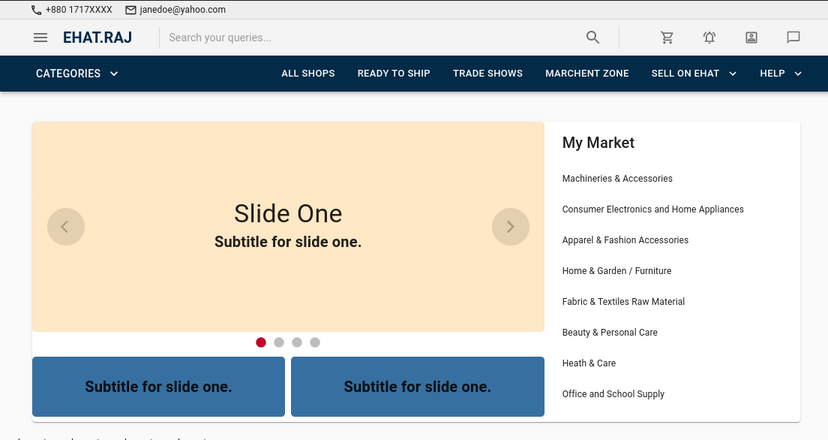 +880 1717XXXX janedoe@yahoo.com
EHAT.RAJ Search your queries...
CATEGORIES ALL SHOPS READY TO SHIP TRADE SHOWS MARCHENT ZONE SELL ON EHAT HELP
My Market
Machineries & Accessories
Consumer Electronics and Home Appliances
Slide One
Subtitle for slide one.
Apparel & Fashion Accessories
Home & Garden / Furniture
Fabric & Textiles Raw Material
Beauty & Personal Care
Heath & Care
Office and School Supply
Subtitle for slide one. Subtitle for slide one.